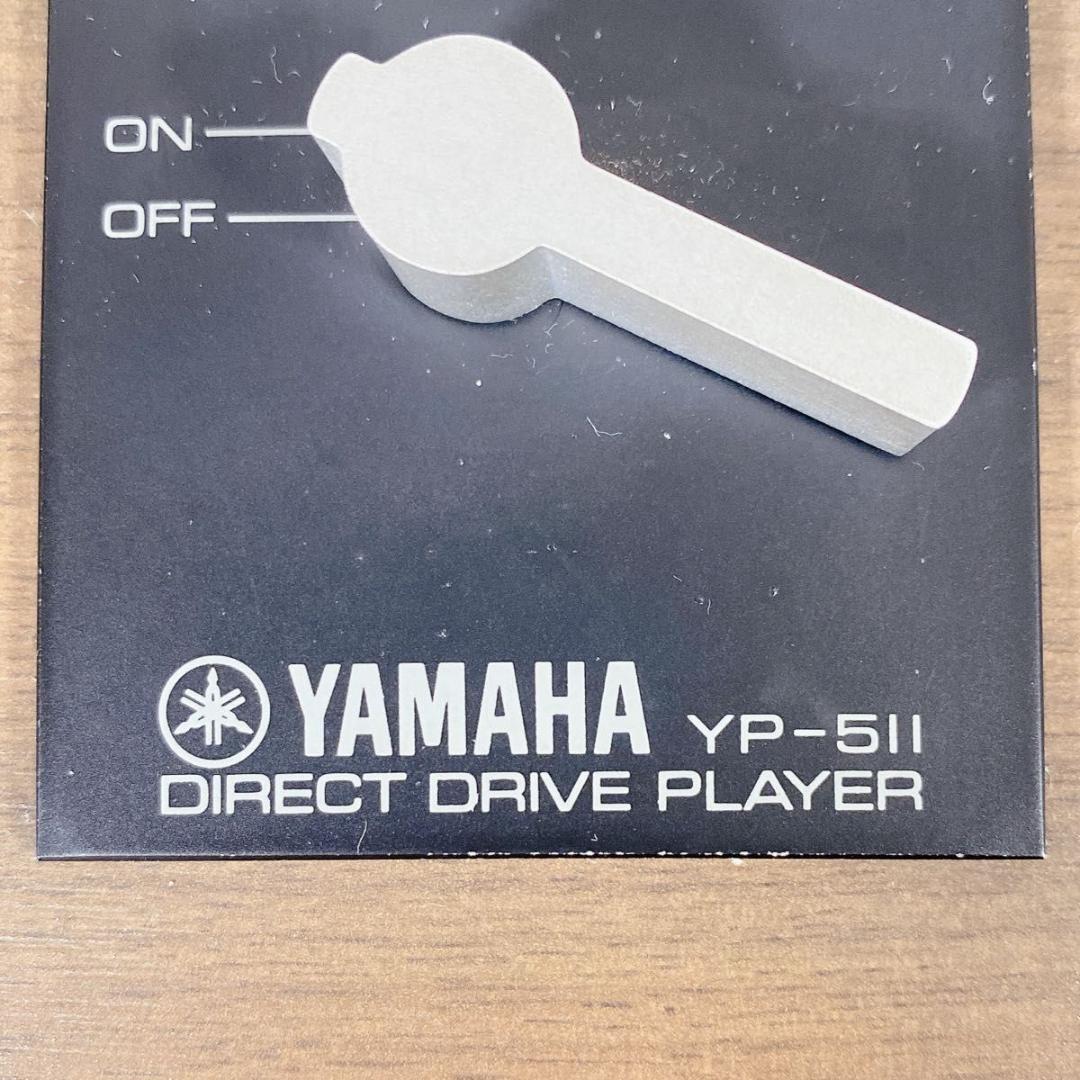 ON
OFF
YAMAHA YP-511
DIRECT DRIVE PLAYER